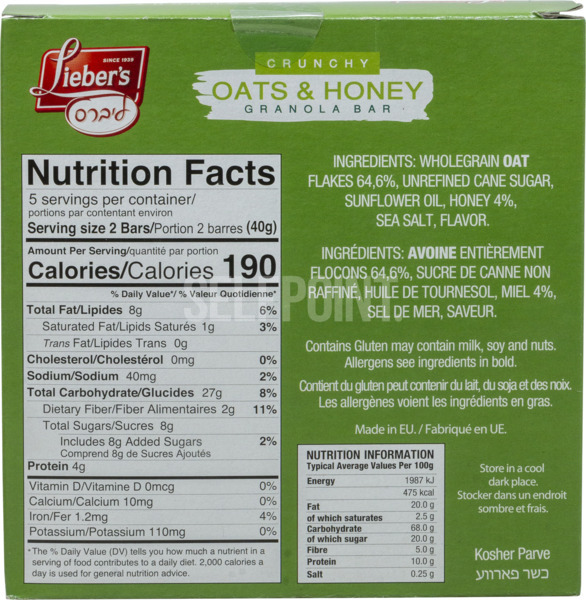 SINCE 1939
Lieber's
ליברס
CRUNCHY
OATS & HONEY
GRANOLA BAR
Nutrition Facts
5 servings per container/
portions par contentant environ
Serving size 2 Bars/Portion 2 barres (40g)
Amount Per Serving/quantité par portion
Calories/Calories 190
% Daily Value*/ % Valeur Quotidienne*
Total Fat/Lipides 8g 6%
Saturated Fat/Lipids Saturés 1g 3%
Trans Fat/Lipides Trans 0g
Cholesterol/Cholestérol 0mg 0%
Sodium/Sodium 40mg 2%
Total Carbohydrate/Glucides 27g 8%
Dietary Fiber/Fiber Alimentaires 2g 11%
Total Sugars/Sucres 8g
Includes 8g Added Sugars 2%
Comprend 8g de Sucres Ajoutés
Protein 4g
Vitamin D/Vitamine D 0mcg 0%
Calcium/Calcium 10mg 0%
Iron/Fer 1.2mg 4%
Potassium/Potassium 110mg 0%
*The % Daily Value (DV) tells you how much a nutrient in a
serving of food contributes to a daily diet. 2,000 calories a
day is used for general nutrition advice.
INGREDIENTS: WHOLEGRAIN OAT
FLAKES 64,6%, UNREFINED CANE SUGAR,
SUNFLOWER OIL, HONEY 4%,
SEA SALT, FLAVOR.
INGRÉDIENTS: AVOINE ENTIÈREMENT
FLOCONS 64,6%, SUCRE DE CANNE NON
RAFFINÉ, HUILE DE TOURNESOL, MIEL 4%,
SEL DE MER, SAVEUR.
Contains Gluten may contain milk, soy and nuts.
Allergens see ingredients in bold.
Contient du gluten peut contenir du lait, du soja et des noix.
Les allergènes voient les ingrédients en gras.
Made in EU. / Fabriqué en UE.
NUTRITION INFORMATION
Typical Average Values Per 100g
Energy 1987 kJ
475 kcal
Fat 20.0 g
of which saturates 2.5 g
Carbohydrate 68.0 g
of which sugar 20.0 g
Fibre 5.0 g
Protein 10.0 g
Salt 0.25 g
Store in a cool
dark place.
Stocker dans un endroit
sombre et frais.
Kosher Parve
כשר פארווע
SELFPOINT.